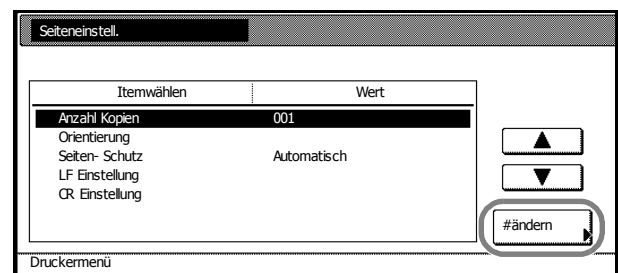 Seiteneinstell.
Itemwählen Wert
Anzahl Kopien 001
Orientierung
Seiten- Schutz Automatisch
LF Einstellung
CR Einstellung
#ändern
Druckermenü